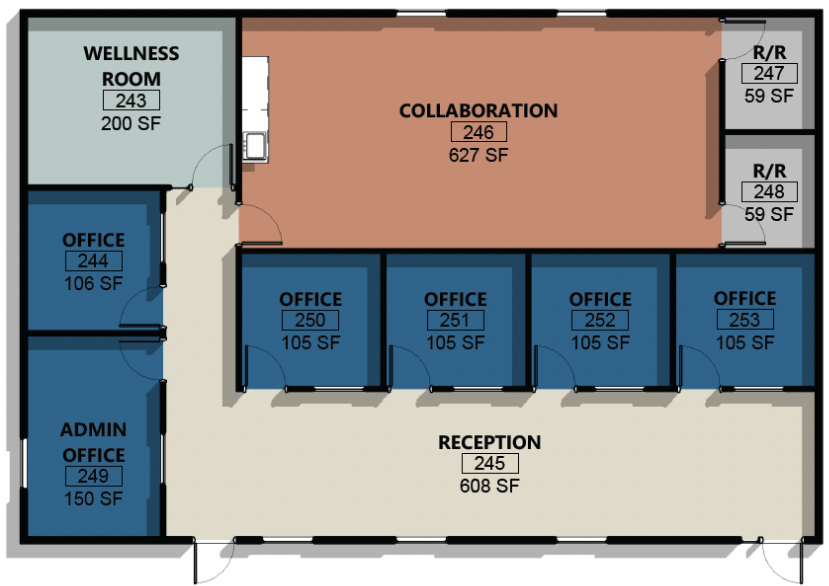 WELLNESS
ROOM
243
200 SF
COLLABORATION
246
627 SF
R/R
247
59 SF
R/R
248
59 SF
OFFICE
244
106 SF
OFFICE
250
105 SF
OFFICE
251
105 SF
OFFICE
252
105 SF
OFFICE
253
105 SF
ADMIN
OFFICE
249
150 SF
RECEPTION
245
608 SF